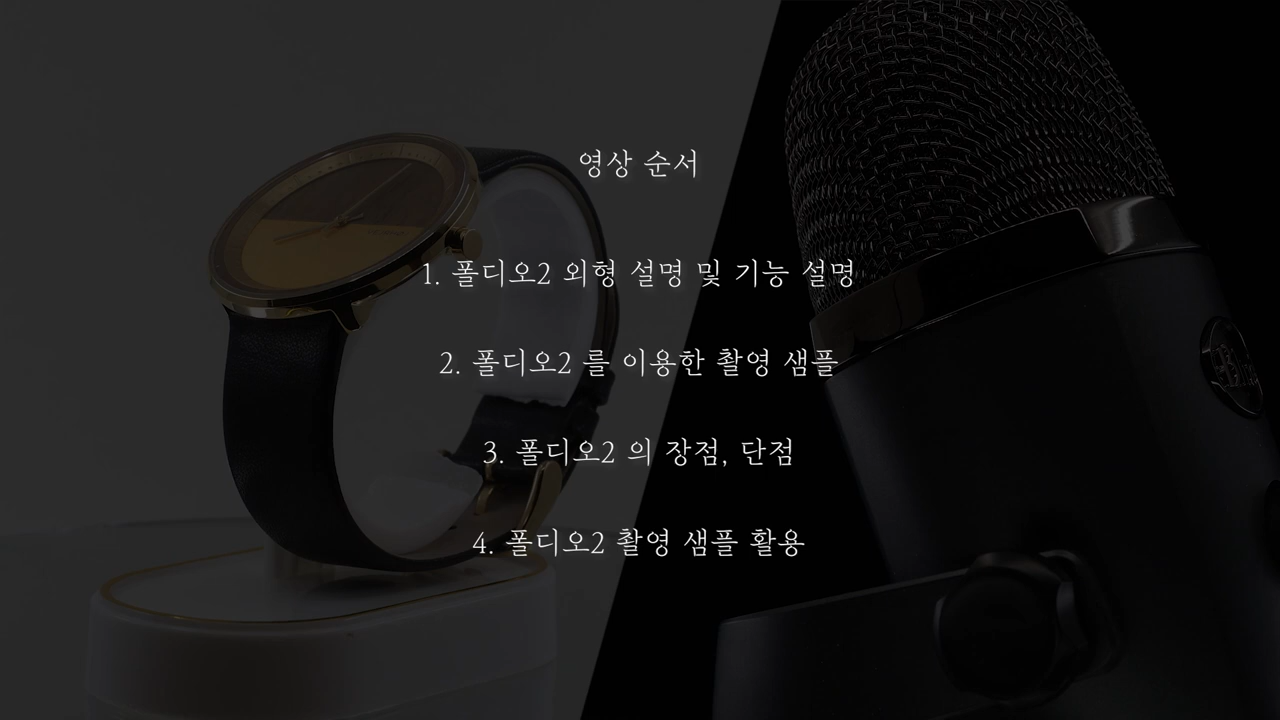 영상 순서
1. 폴디오2 외형 설명 및 기능 설명
2. 폴디오2 를 이용한 촬영 샘플
3. 폴디오2 의 장점, 단점
4. 폴디오2 촬영 샘플 활용